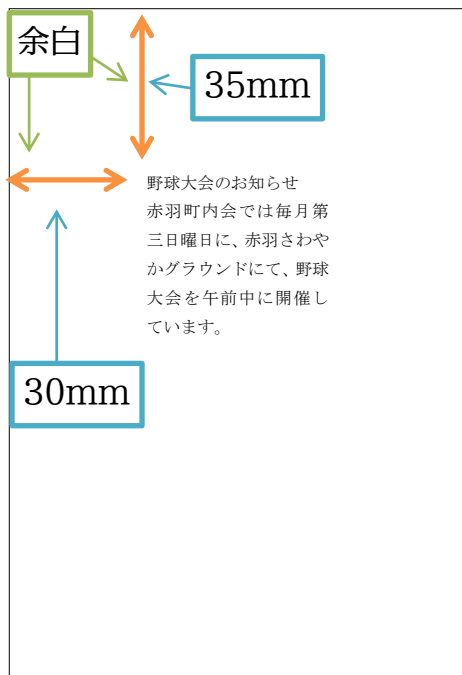 余白
35mm
野球大会のお知らせ
赤羽町内会では毎月第
三日曜日に、赤羽さわや
かグラウンドにて、野球
大会を午前中に開催し
ています。
30mm